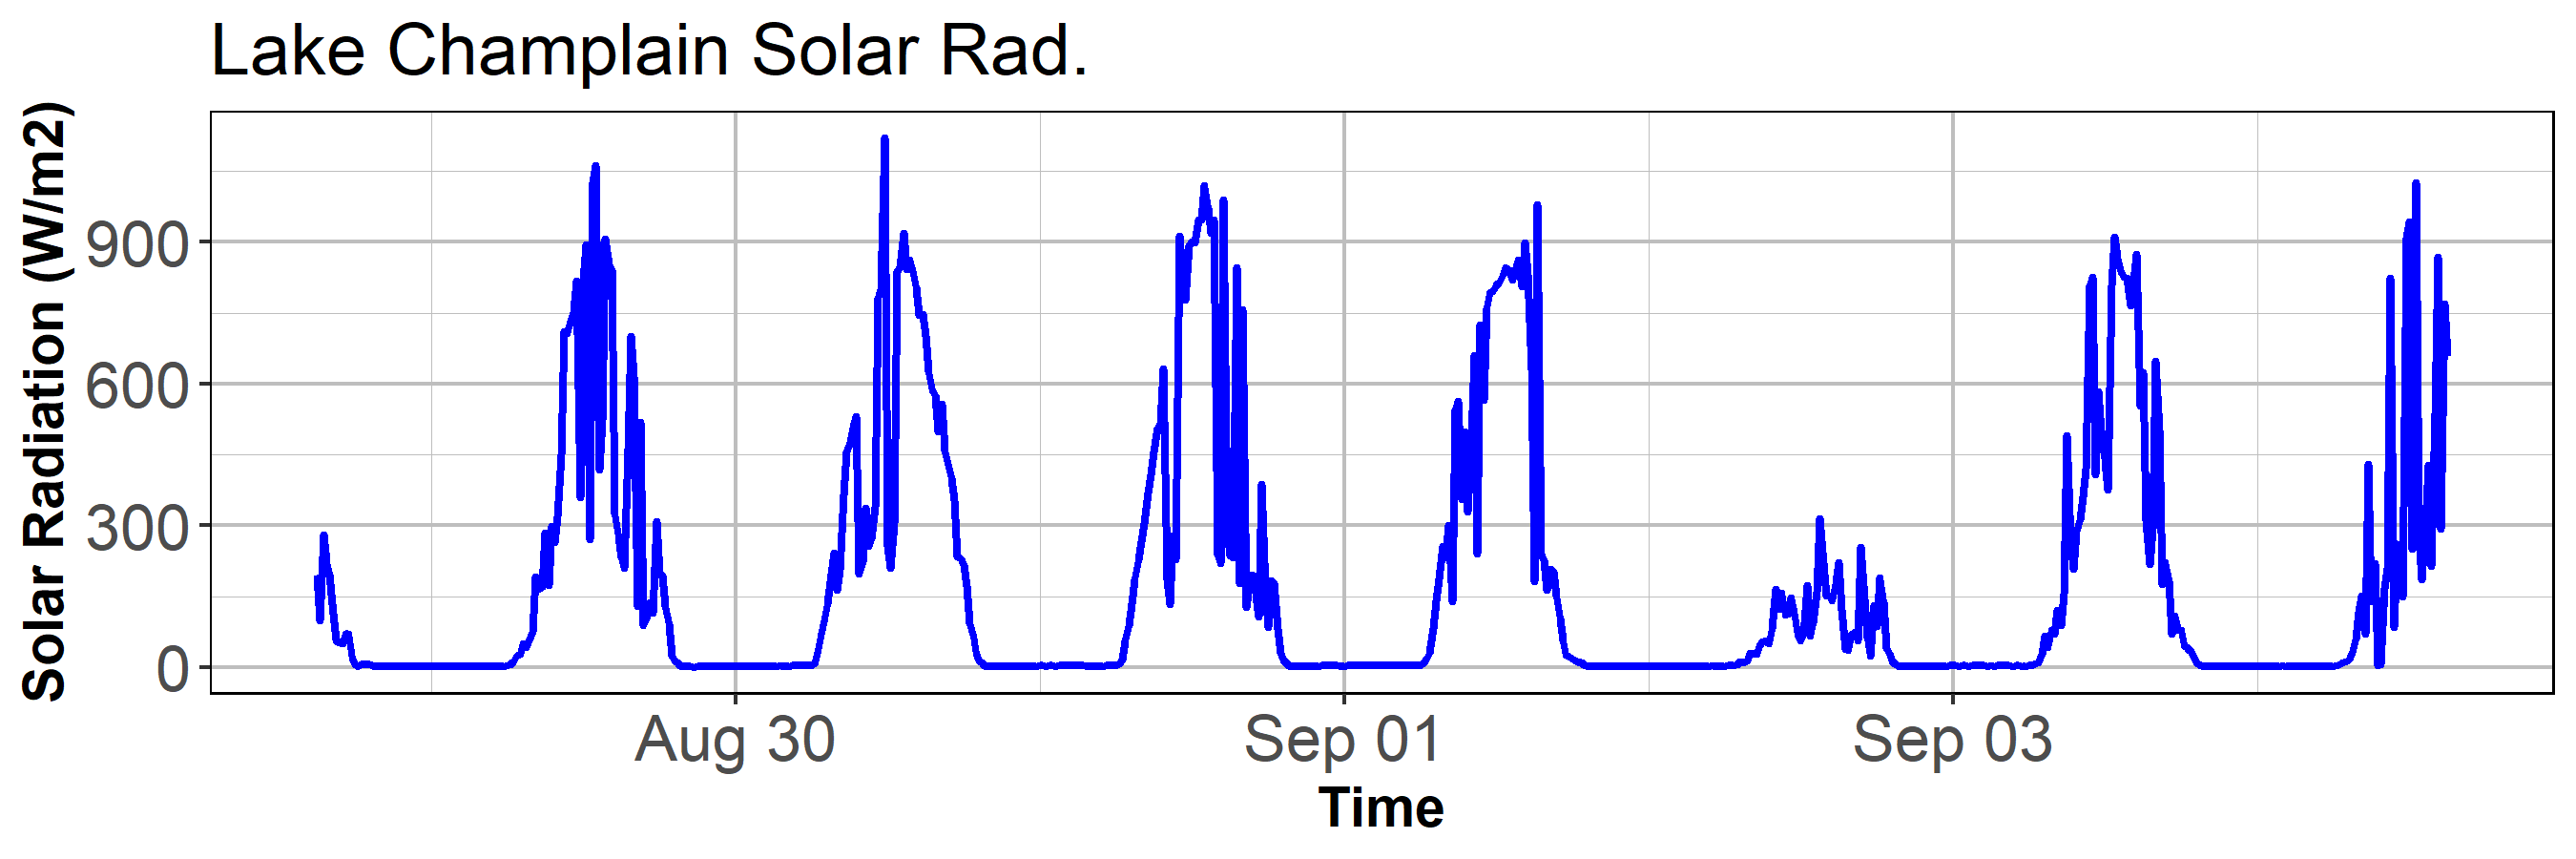 Lake Champlain Solar Rad.
Solar Radiation (W/m2)
900
600
300
0
Aug 30
Sep 01
Sep 03
Time